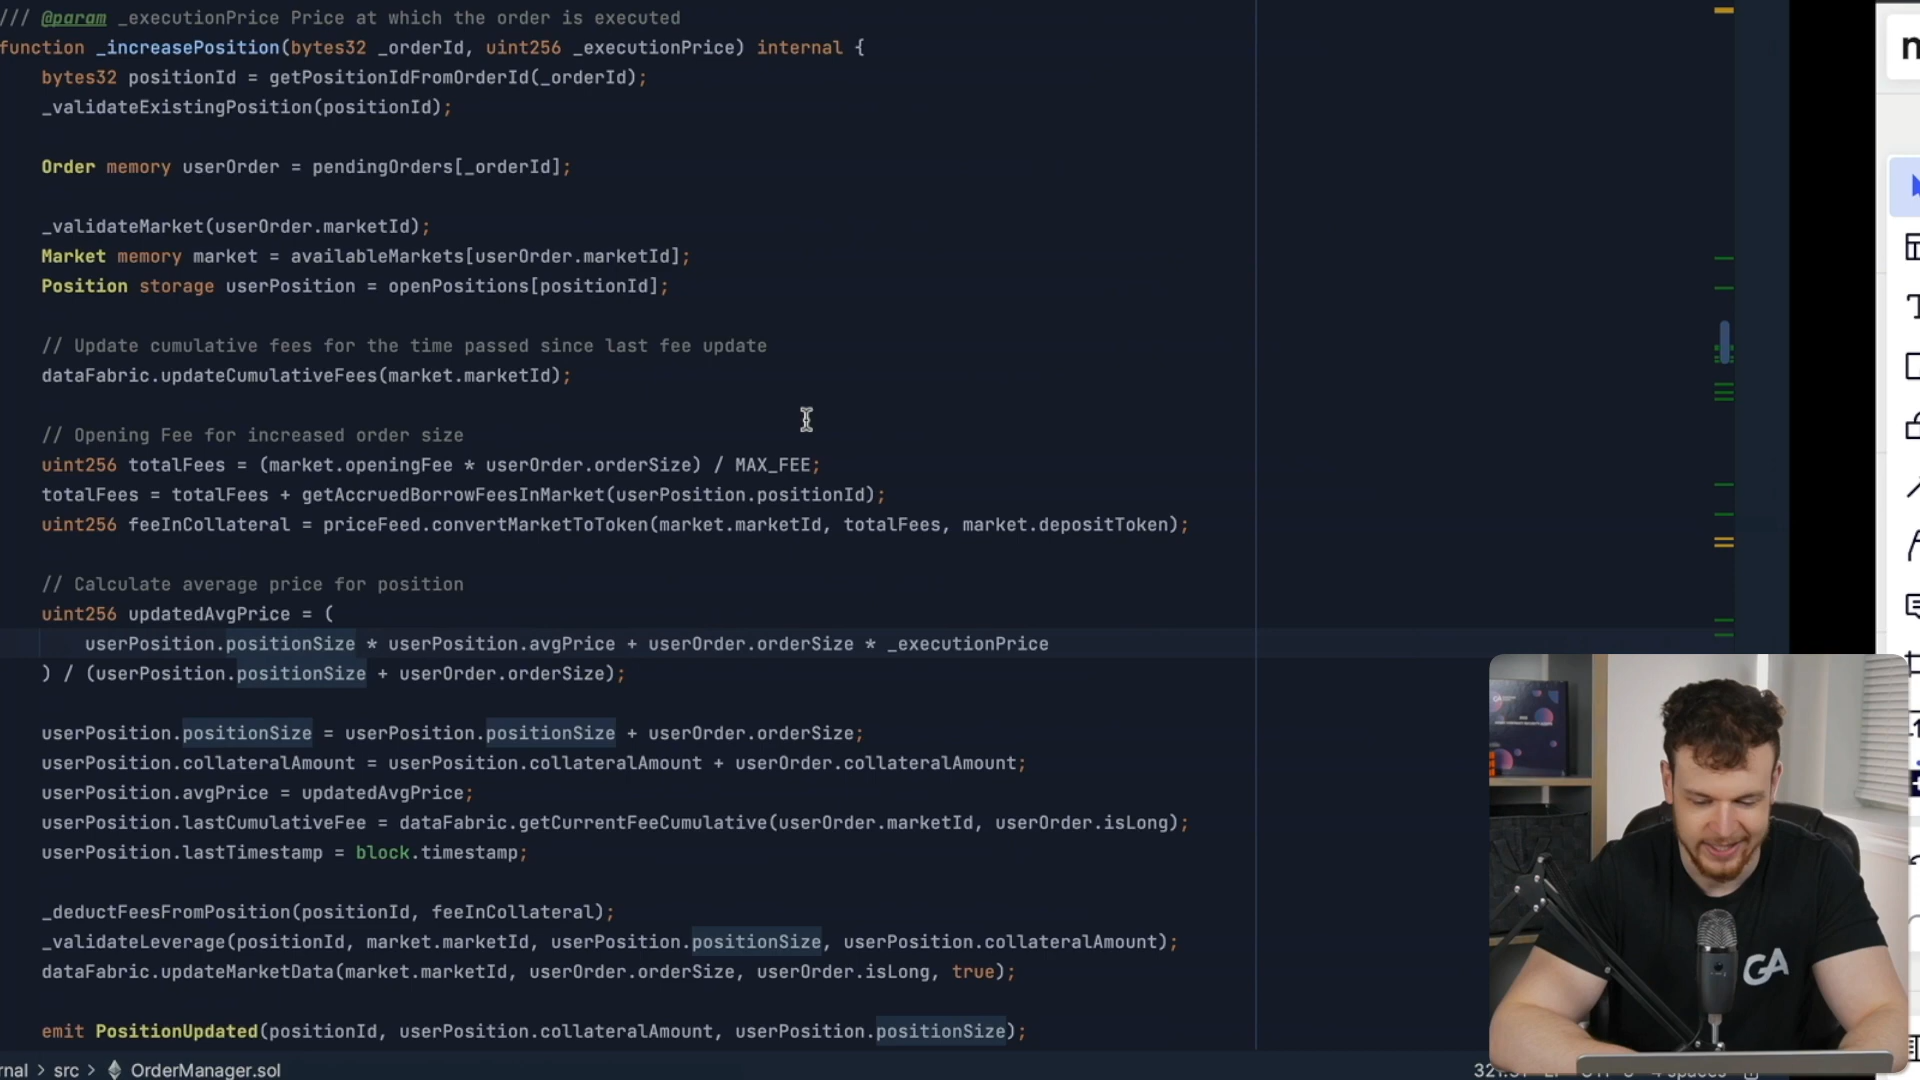 /// @param _executionPrice Price at which the order is executed
function _increasePosition(bytes32 _orderId, uint256 _executionPrice) internal {
bytes32 positionId = getPositionIdFromOrderId(_orderId);
_validateExistingPosition(positionId);
Order memory userOrder = pendingOrders[_orderId];
_validateMarket(userOrder.marketId);
Market memory market = availableMarkets[userOrder.marketId];
Position storage userPosition = openPositions[positionId];
// Update cumulative fees for the time passed since last fee update
dataFabric.updateCumulativeFees(market.marketId);
// Opening Fee for increased order size
uint256 totalFees = (market.openingFee * userOrder.orderSize) / MAX_FEE;
totalFees = totalFees + getAccruedBorrowFeesInMarket(userPosition.positionId);
uint256 feeInCollateral = priceFeed.convertMarketToToken(market.marketId, totalFees, market.depositToken);
// Calculate average price for position
uint256 updatedAvgPrice = (
userPosition.positionSize * userPosition.avgPrice + userOrder.orderSize * _executionPrice
) / (userPosition.positionSize + userOrder.orderSize);
userPosition.positionSize = userPosition.positionSize + userOrder.orderSize;
userPosition.collateralAmount = userPosition.collateralAmount + userOrder.collateralAmount;
userPosition.avgPrice = updatedAvgPrice;
userPosition.lastCumulativeFee = dataFabric.getCurrentFeeCumulative(userOrder.marketId, userOrder.isLong);
userPosition.lastTimestamp = block.timestamp;
_deductFeesFromPosition(positionId, feeInCollateral);
_validateLeverage(positionId, market.marketId, userPosition.positionSize, userPosition.collateralAmount);
dataFabric.updateMarketData(market.marketId, userOrder.orderSize, userOrder.isLong, true);
emit PositionUpdated(positionId, userPosition.collateralAmount, userPosition.positionSize);
rnal > src > OrderManager.sol
GA